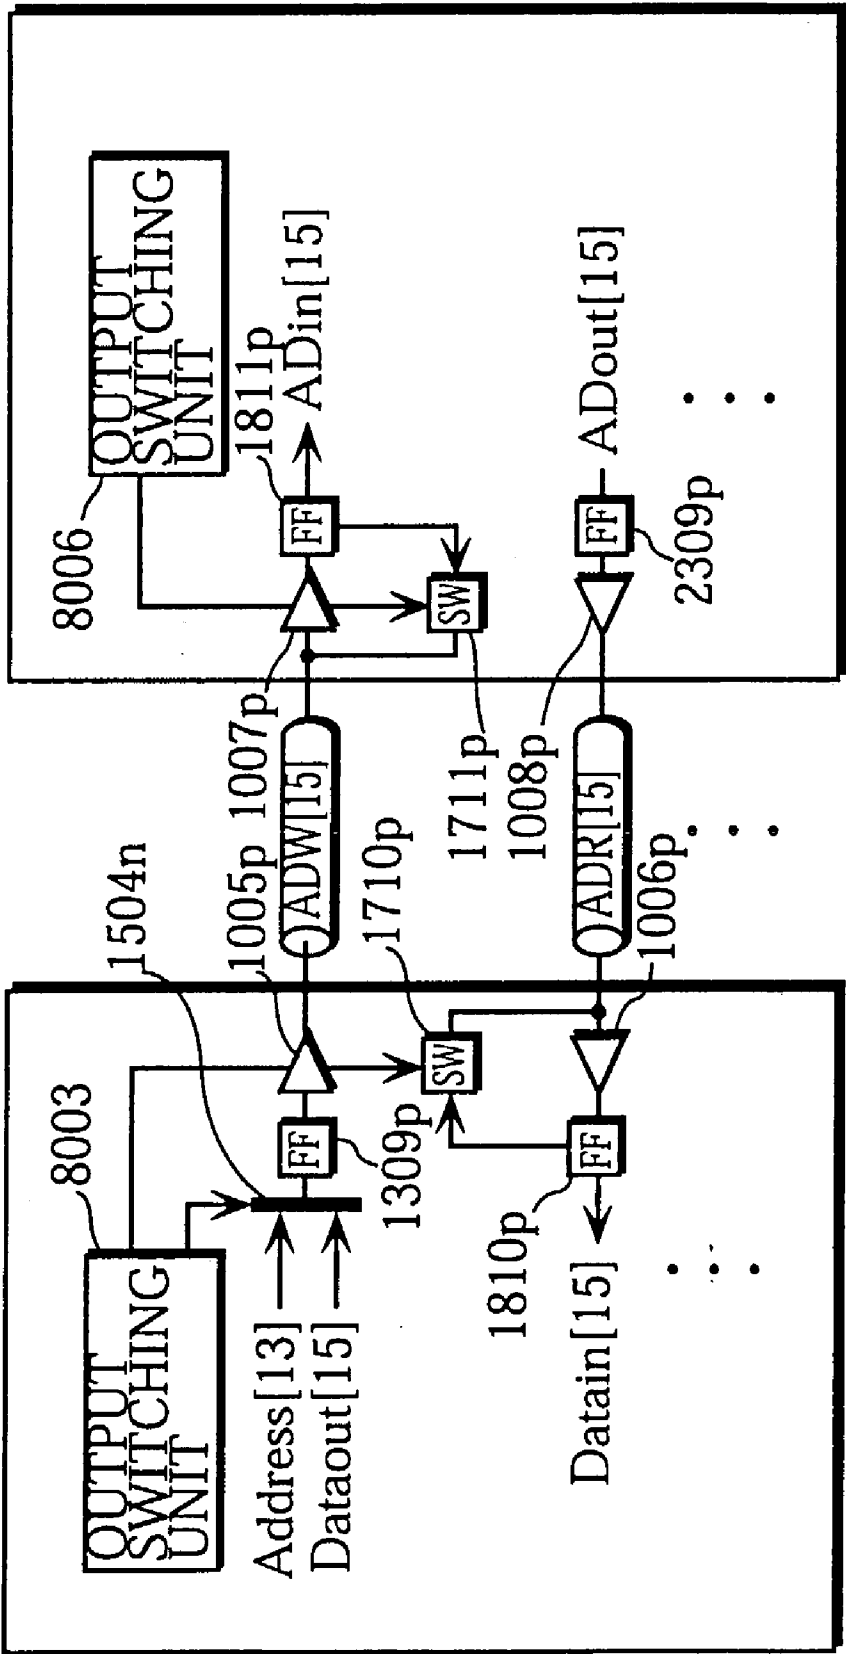 OUTPUT
SWITCHING
UNIT
8003
Address[13]
Dataout[15]
1504n
FF
1309p
1005p
ADW[15]
1007p
SW
1710p
ADR[15]
1006p
FF
1810p
Datain[15]
OUTPUT
SWITCHING
UNIT
8006
FF
1811p
ADin[15]
SW
1711p
1008p
FF
2309p
ADout[15]